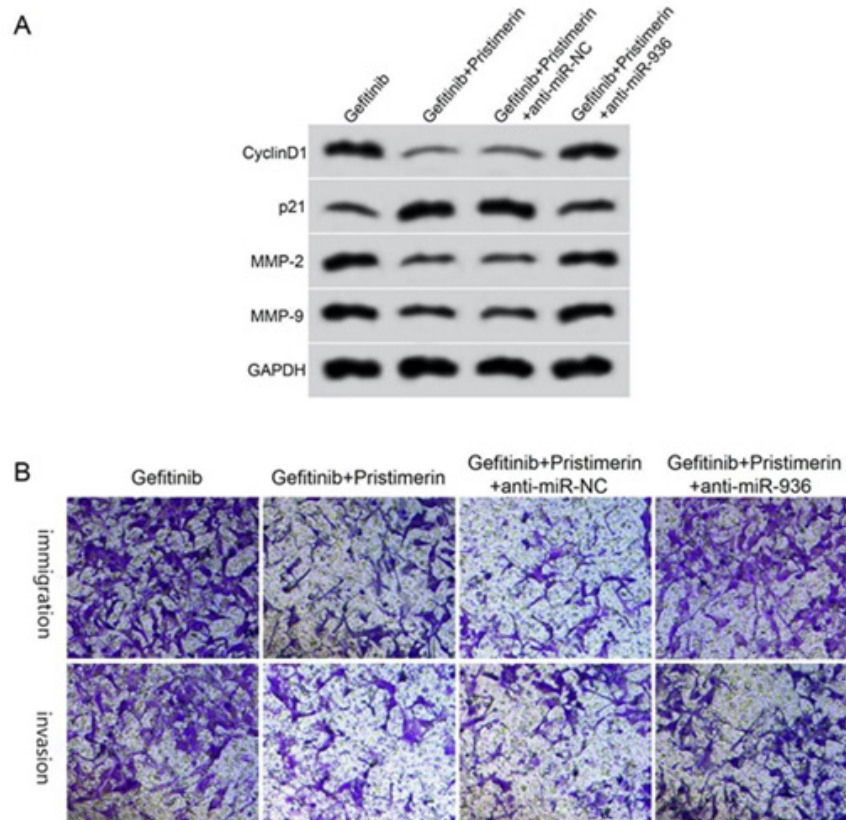 A
Gefitinib
Gefitinib+Pristimerin
Gefitinib+Pristimerin
+anti-miR-NC
Gefitinib+Pristimerin
+anti-miR-936
CyclinD1
p21
MMP-2
MMP-9
GAPDH
B
Gefitinib
Gefitinib+Pristimerin
Gefitinib+Pristimerin
+anti-miR-NC
Gefitinib+Pristimerin
+anti-miR-936
immigration
invasion